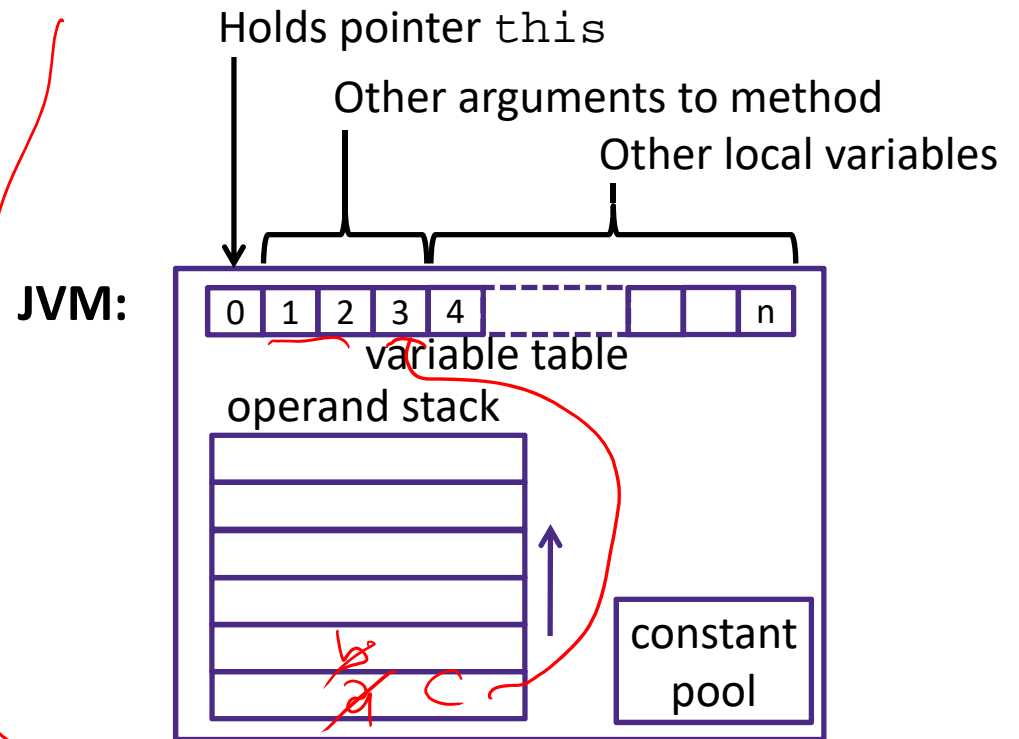 Holds pointer this
Other arguments to method
Other local variables
JVM:
0 1 2 3 4 n
variable table
operand stack
constant
pool
b
a c